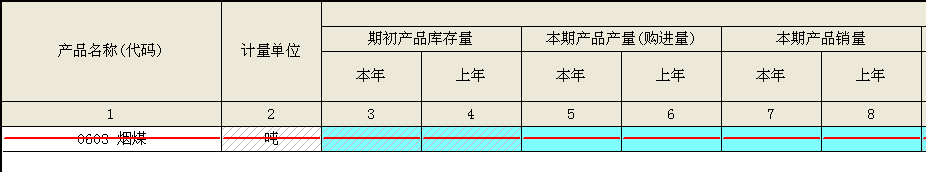 产品名称(代码)
计量单位
期初产品库存量
本期产品产量(购进量)
本期产品销量
本年
上年
本年
上年
本年
上年
1
2
3
4
5
6
7
8
0603 烟煤
吨